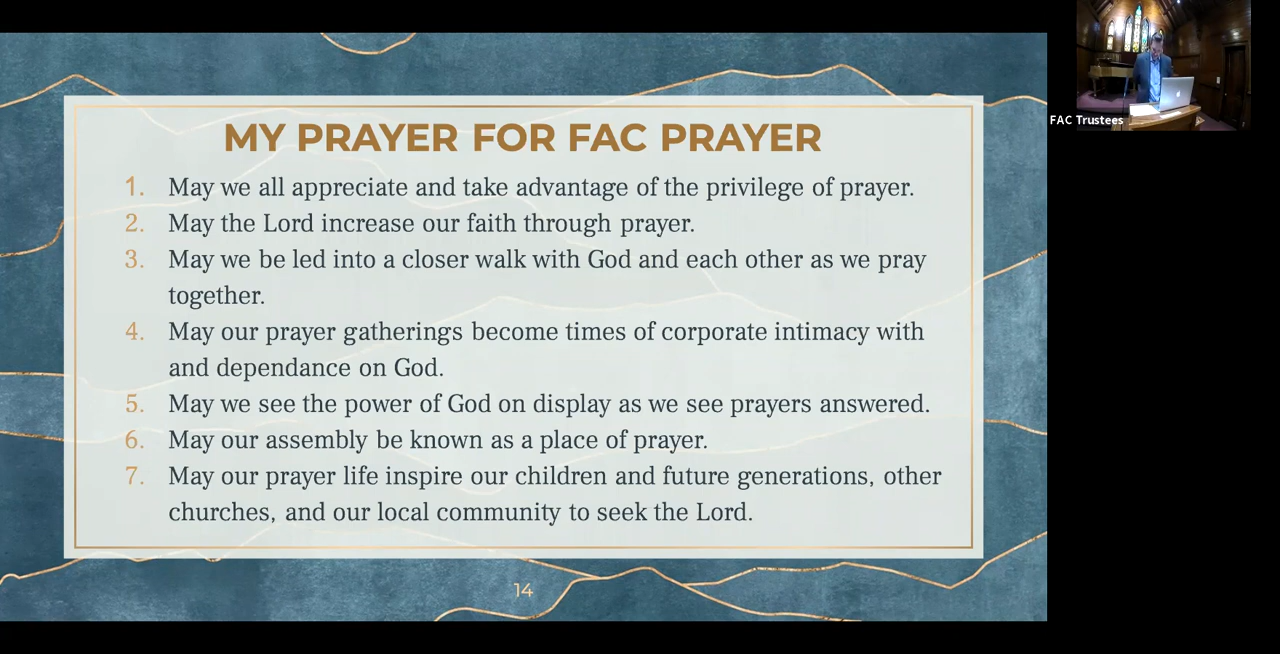 MY PRAYER FOR FAC PRAYER
1. May we all appreciate and take advantage of the privilege of prayer.
2. May the Lord increase our faith through prayer.
3. May we be led into a closer walk with God and each other as we pray
together.
4. May our prayer gatherings become times of corporate intimacy with
and dependance on God.
5. May we see the power of God on display as we see prayers answered.
6. May our assembly be known as a place of prayer.
7. May our prayer life inspire our children and future generations, other
churches, and our local community to seek the Lord.
14
FAC Trustees